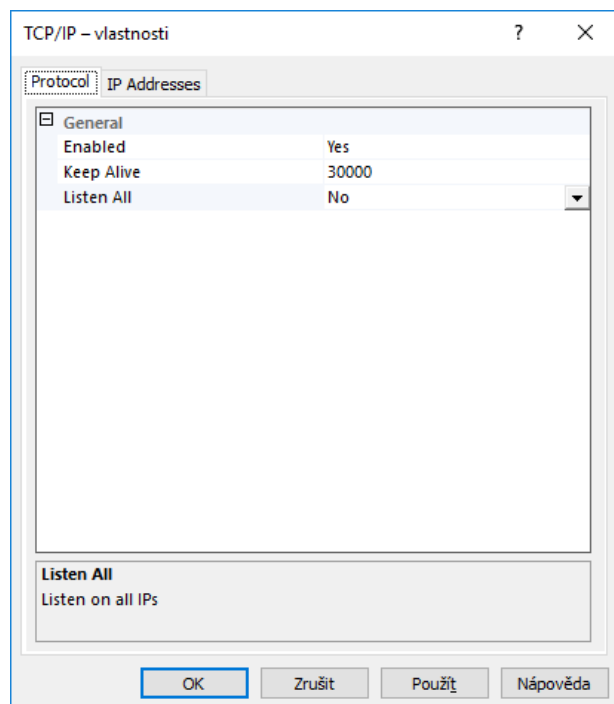 TCP/IP – vlastnosti ?
Protocol IP Addresses
General
Enabled Yes
Keep Alive 30000
Listen All No
Listen All
Listen on all IPs
OK Zrušit Použít Nápověda